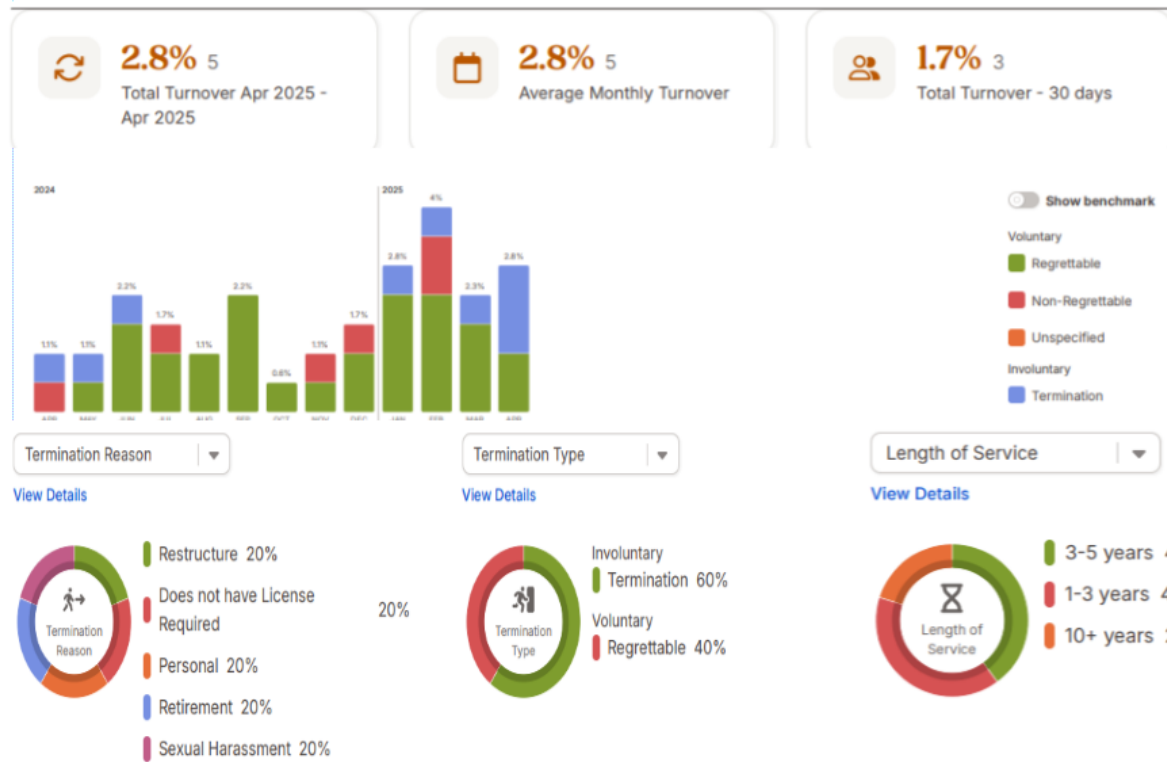 2.8% 5
Total Turnover Apr 2025 -
Apr 2025
2.8% 5
Average Monthly Turnover
1.7% 3
Total Turnover - 30 days
2024
2025
1.1%
1.1%
2.2%
1.7%
1.1%
2.2%
0.6%
1.1%
1.7%
2.8%
4%
2.3%
2.8%
Show benchmark
Voluntary
Regrettable
Non-Regrettable
Unspecified
Involuntary
Termination
Termination Reason
View Details
Termination
Reason
Restructure 20%
Does not have License
Required
20%
Personal 20%
Retirement 20%
Sexual Harassment 20%
Termination Type
View Details
Termination
Type
Involuntary
Termination 60%
Voluntary
Regrettable 40%
Length of Service
View Details
Length of
Service
3-5 years
1-3 years
10+ years